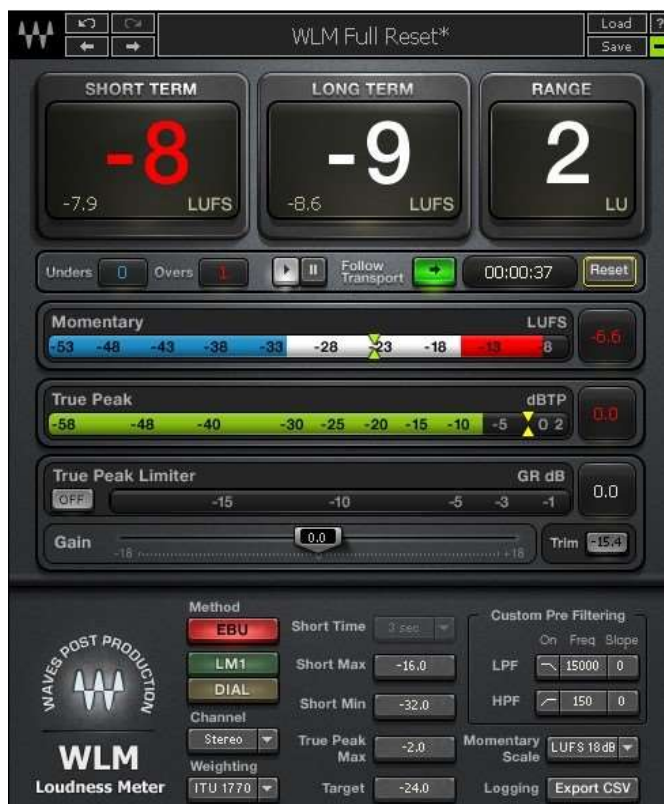 WLM Full Reset*
Load
?
Save
SHORT TERM
-8
-7.9 LUFS
LONG TERM
-9
-8.6 LUFS
RANGE
2
LU
Unders 0 Overs 1
Follow
Transport
00:00:37
Reset
Momentary LUFS
-53 -48 -43 -38 -33 -28 -23 -18 -13 8
-6.6
True Peak dBTP
-58 -48 -40 -30 -25 -20 -15 -10 -5 0 2
0.0
True Peak Limiter GR dB
OFF -15 -10 -5 -3 -1
0.0
Gain 0.0
-18 0 +18
Trim -15.4
WAVES POST PRODUCTION
WLM
Loudness Meter
Method
EBU
LM1
DIAL
Channel
Stereo
Weighting
ITU 1770
Short Time 3 sec
Short Max -16.0
Short Min -32.0
True Peak
Max -2.0
Target -24.0
Custom Pre Filtering
On Freq Slope
LPF 15000 0
HPF 150 0
Momentary
Scale LUFS 18dB
Logging Export CSV